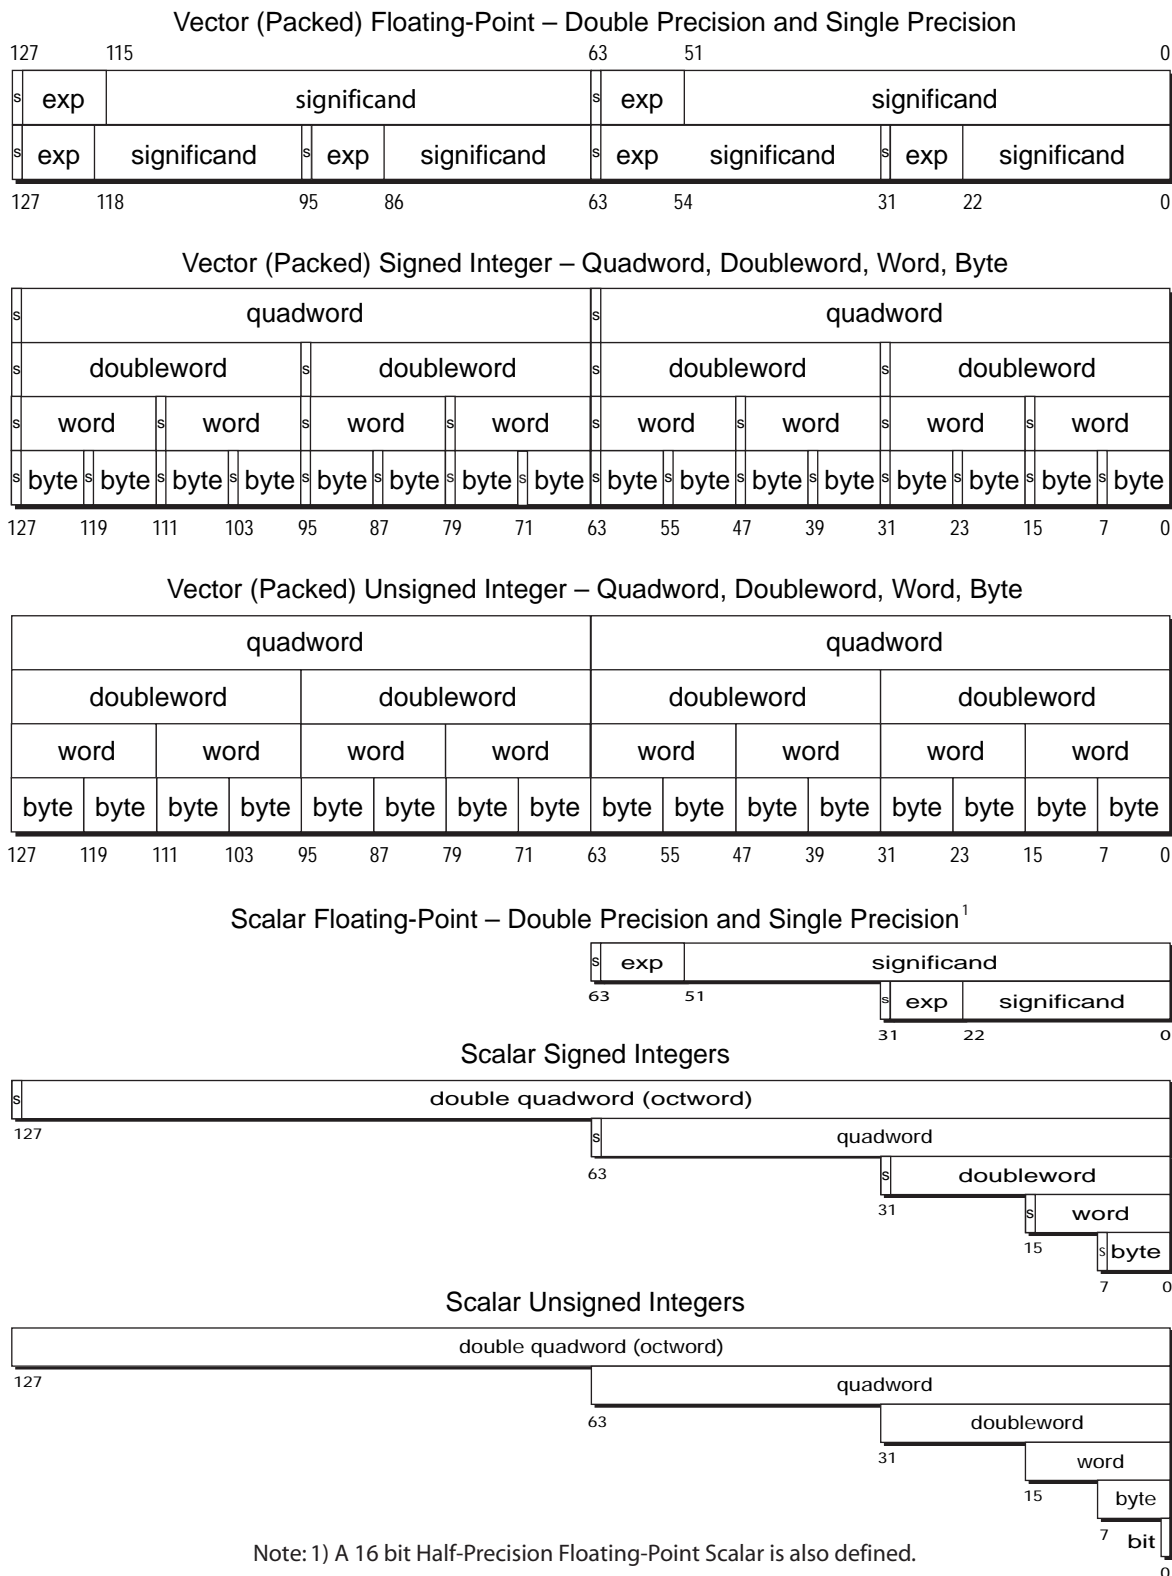 Vector (Packed) Floating-Point – Double Precision and Single Precision
127 115 63 51 0
s exp significand s exp significand
s exp significand s exp significand s exp significand s exp significand
127 118 95 86 63 54 31 22 0
Vector (Packed) Signed Integer – Quadword, Doubleword, Word, Byte
s quadword s quadword
s doubleword s doubleword s doubleword s doubleword
s word s word s word s word s word s word s word s word
s byte s byte s byte s byte s byte s byte s byte s byte s byte s byte s byte s byte s byte s byte s byte s byte
127 119 111 103 95 87 79 71 63 55 47 39 31 23 15 7 0
Vector (Packed) Unsigned Integer – Quadword, Doubleword, Word, Byte
quadword quadword
doubleword doubleword doubleword doubleword
word word word word word word word word
byte byte byte byte byte byte byte byte byte byte byte byte byte byte byte byte
127 119 111 103 95 87 79 71 63 55 47 39 31 23 15 7 0
Scalar Floating-Point – Double Precision and Single Precision1
s exp significand
63 51
s exp significand
31 22 0
Scalar Signed Integers
s double quadword (octword)
127
s quadword
63
s doubleword
31
s word
15
s byte
7 0
Scalar Unsigned Integers
double quadword (octword)
127
quadword
63
doubleword
31
word
15
byte
7
bit
0
Note: 1) A 16 bit Half-Precision Floating-Point Scalar is also defined.